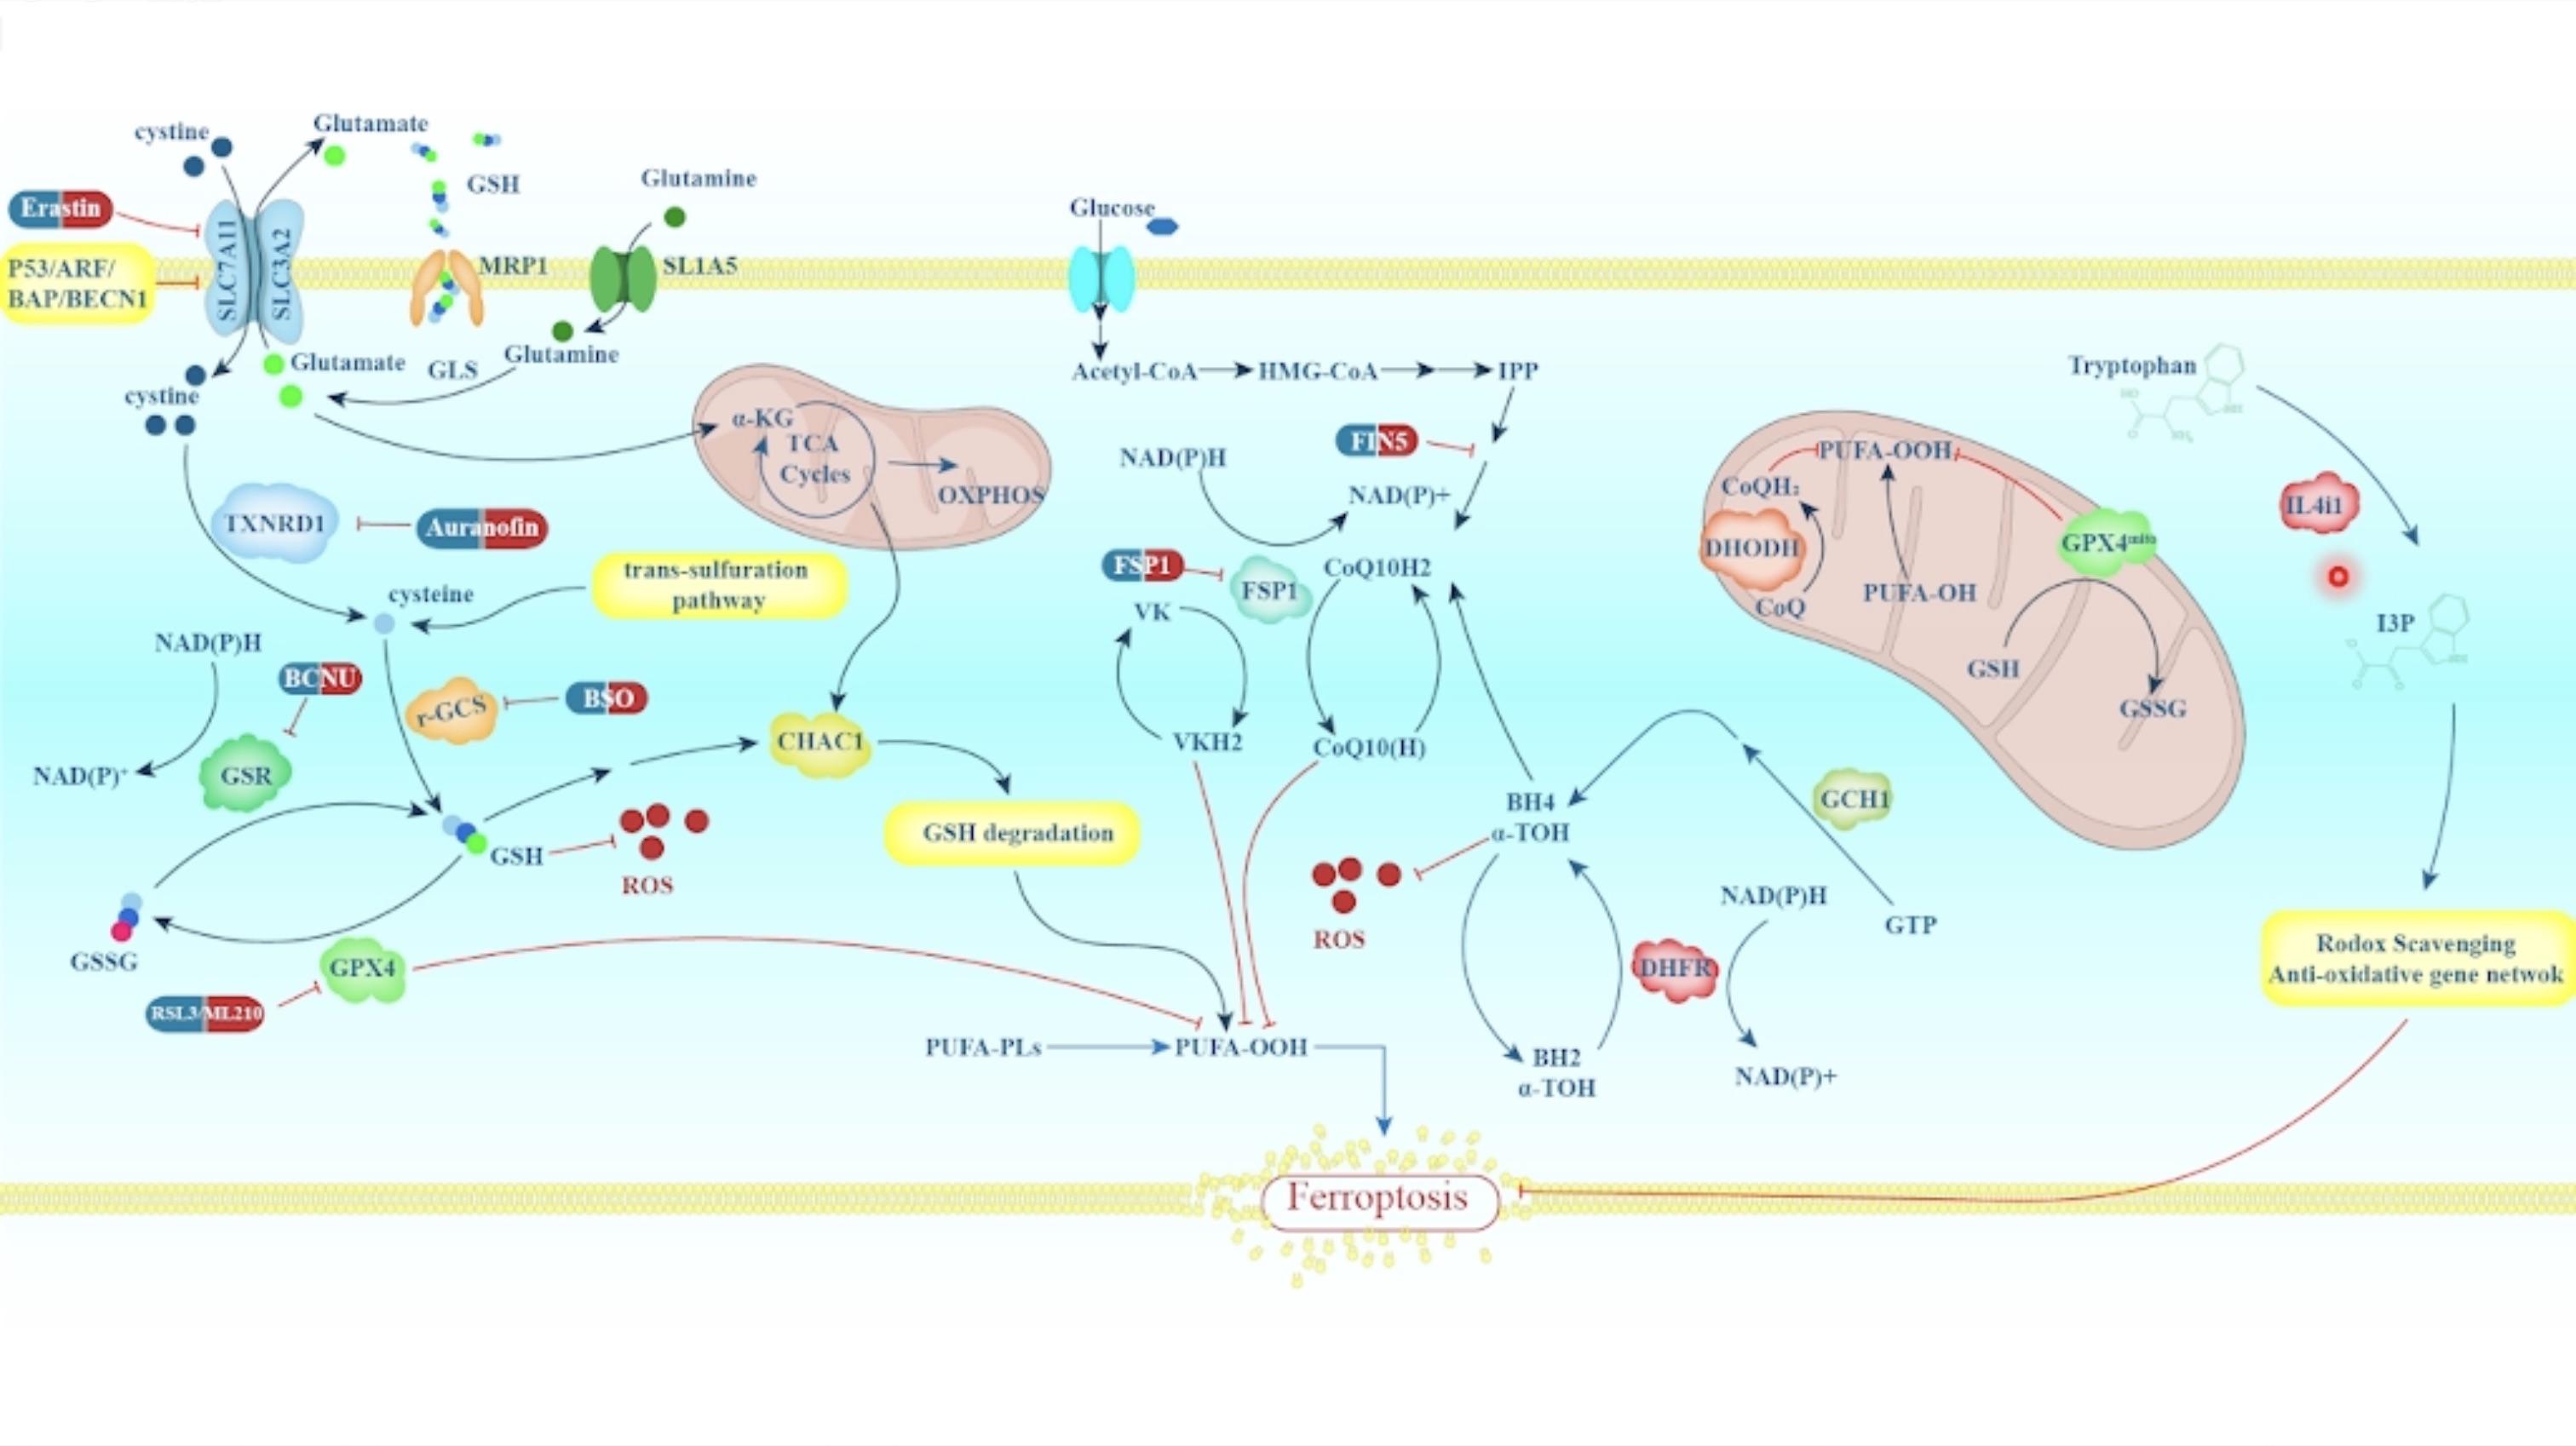 cystine
Glutamate
GSH
Glutamine
Erastin
P53/ARF/
BAP/BECN1
SLC7A11
SLC3A2
MRP1
SL1A5
Glucose
Glutamate
GLS
Glutamine
cystine
α-KG
TCA
Cycles
OXPHOS
TXNRD1
Auranofin
trans-sulfuration
pathway
cysteine
NAD(P)H
BCNU
r-GCS
BSO
NAD(P)⁺
GSR
CHAC1
GSH degradation
GSH
ROS
GSSG
GPX4
RSL3/ML210
Acetyl-CoA
HMG-CoA
IPP
FIN5
NAD(P)H
NAD(P)+
FSP1
FSP1
CoQ10H2
VK
VKH2
CoQ10(H)
BH4
α-TOH
ROS
GCH1
GTP
NAD(P)H
DHFR
NAD(P)+
BH2
α-TOH
PUFA-PLs
PUFA-OOH
PUFA-OOH
CoQH₂
DHODH
CoQ
PUFA-OH
GPX4ᵐⁱᵗᵒ
GSH
GSSG
Tryptophan
HO
O
NH₂
NH
IL4i1
I3P
O
O
O
NH
Rodox Scavenging
Anti-oxidative gene netwok
Ferroptosis